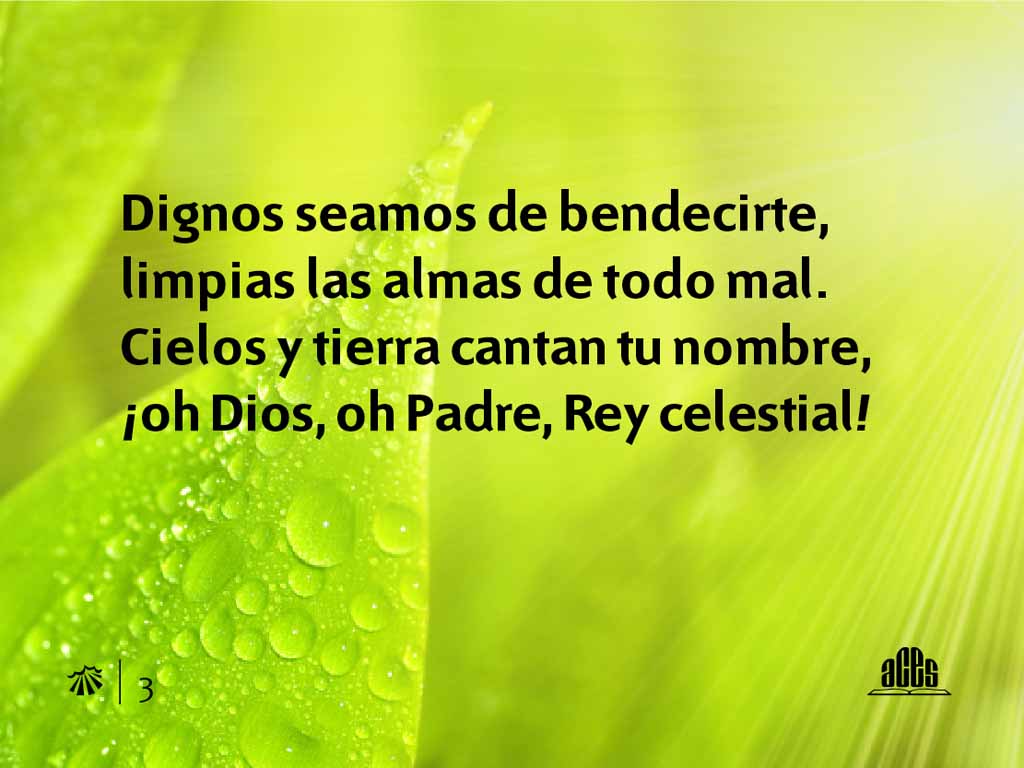 Dignos seamos de bendecirte,
limpias las almas de todo mal.
Cielos y tierra cantan tu nombre,
¡oh Dios, oh Padre, Rey celestial!
3
aces